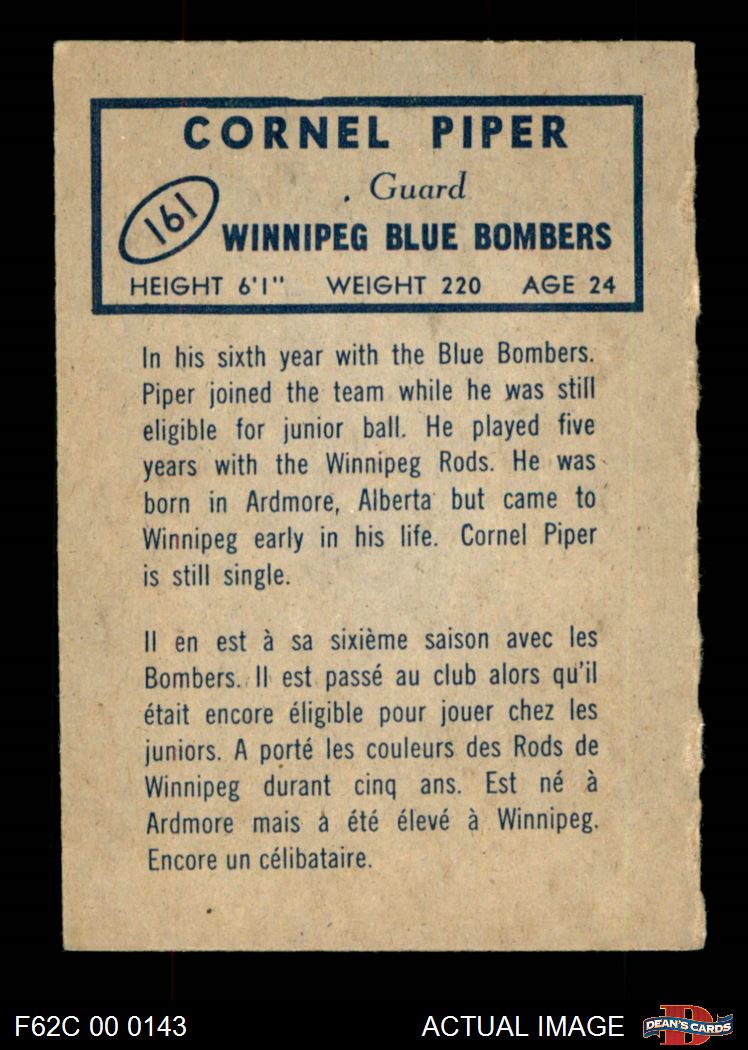 CORNEL PIPER
Guard
161
WINNIPEG BLUE BOMBERS
HEIGHT 6'1" WEIGHT 220 AGE 24
In his sixth year with the Blue Bombers.
Piper joined the team while he was still
eligible for junior ball. He played five
years with the Winnipeg Rods. He was
born in Ardmore, Alberta but came to
Winnipeg early in his life. Cornel Piper
is still single.
Il en est à sa sixième saison avec les
Bombers. Il est passé au club alors qu'il
était encore éligible pour jouer chez les
juniors. A porté les couleurs des Rods de
Winnipeg durant cinq ans. Est né à
Ardmore mais à été élevé à Winnipeg.
Encore un célibataire.
F62C 00 0143 ACTUAL IMAGE D DEAN'S CARDS